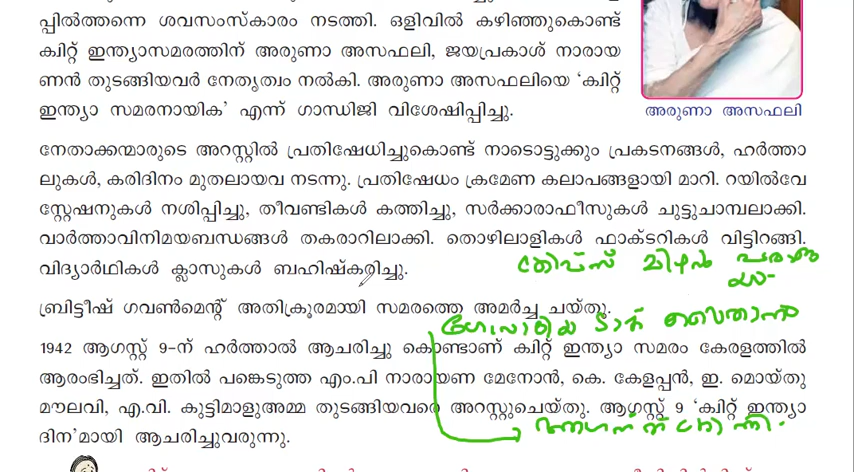 പ്പിൽത്തന്നെ ശവസംസ്കാരം നടത്തി. ഒളിവിൽ കഴിഞ്ഞുകൊണ്ട്
ക്വിറ്റ് ഇന്ത്യാസമരത്തിന് അരുണാ അസഫലി, ജയപ്രകാശ് നാരായ
ണൻ തുടങ്ങിയവർ നേതൃത്വം നൽകി. അരുണാ അസഫലിയെ ‘ക്വിറ്റ്
ഇന്ത്യാ സമരനായിക’ എന്ന് ഗാന്ധിജി വിശേഷിപ്പിച്ചു.
അരുണാ അസഫലി
നേതാക്കന്മാരുടെ അറസ്റ്റിൽ പ്രതിഷേധിച്ചുകൊണ്ട് നാടൊട്ടുക്കും പ്രകടനങ്ങൾ, ഹർത്താ
ലുകൾ, കരിദിനം മുതലായവ നടന്നു. പ്രതിഷേധം ക്രമേണ കലാപങ്ങളായി മാറി. റയിൽവേ
സ്റ്റേഷനുകൾ നശിപ്പിച്ചു, തീവണ്ടികൾ കത്തിച്ചു, സർക്കാരാഫീസുകൾ ചുട്ടുചാമ്പലാക്കി.
വാർത്താവിനിമയബന്ധങ്ങൾ തകരാറിലാക്കി. തൊഴിലാളികൾ ഫാക്ടറികൾ വിട്ടിറങ്ങി.
വിദ്യാർഥികൾ ക്ലാസുകൾ ബഹിഷ്കരിച്ചു.
ക്രിപ്സ് മിഷൻ
ബ്രിട്ടീഷ് ഗവൺമെന്റ് അതിക്രൂരമായി സമരത്തെ അമർച്ച ചെയ്തു.
1942 ആഗസ്റ്റ് 9-ന് ഹർത്താൽ ആചരിച്ചു കൊണ്ടാണ് ക്വിറ്റ് ഇന്ത്യാ സമരം കേരളത്തിൽ
ആരംഭിച്ചത്. ഇതിൽ പങ്കെടുത്ത എം.പി നാരായണ മേനോൻ, കെ. കേളപ്പൻ, ഇ. മൊയ്തു
മൗലവി, എ.വി. കുട്ടിമാളുഅമ്മ തുടങ്ങിയവരെ അറസ്റ്റുചെയ്തു. ആഗസ്റ്റ് 9 ‘ക്വിറ്റ് ഇന്ത്യാ
ദിന’മായി ആചരിച്ചുവരുന്നു.